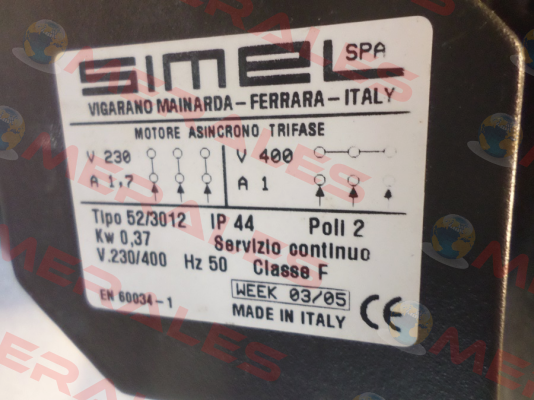 SIMEL SPA
VIGARANO MAINARDA-FERRARA-ITALY
MOTORE ASINCRONO TRIFASE
V 230 V 400
A 1,7 A 1
Tipo 52/3012 IP 44 Poli 2
Kw 0,37 Servizio continuo
V.230/400 Hz 50 Classe F
EN 60034-1 WEEK 03/05
MADE IN ITALY CE